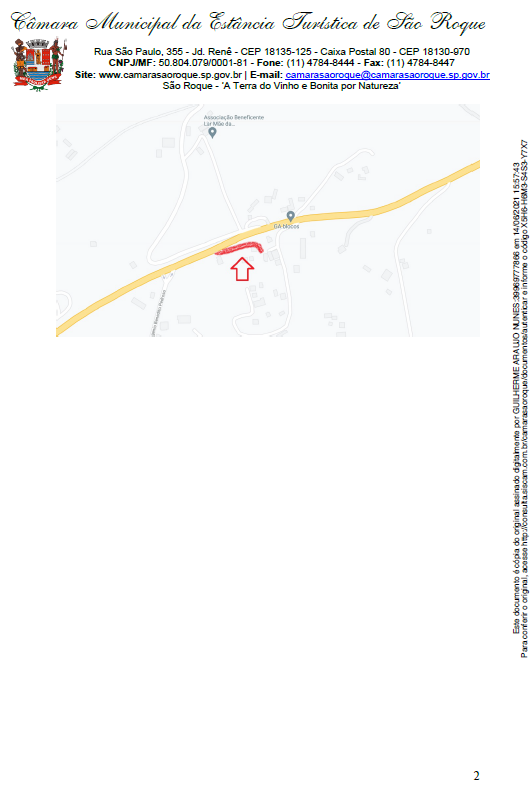 Câmara Municipal da Estância Turística de São Roque
Rua São Paulo, 355 - Jd. Renê - CEP 18135-125 - Caixa Postal 80 - CEP 18130-970
CNPJ/MF: 50.804.079/0001-81 - Fone: (11) 4784-8444 - Fax: (11) 4784-8447
Site: www.camarasaoroque.sp.gov.br | E-mail: camarasaoroque@camarasaoroque.sp.gov.br
São Roque - 'A Terra do Vinho e Bonita por Natureza'
Associação Beneficente
Lar Mãe da...
GA blocos
Este documento é cópia do original assinado digitalmente por GUILHERME ARAUJO NUNES:39969777866 em 14/06/2021 15:57:43
Para conferir o original, acesse http://consulta.siscam.com.br/camarasaoroque/documentos/autenticar e informe o código X5H6-H6M3-S4S3-Y7X7
2